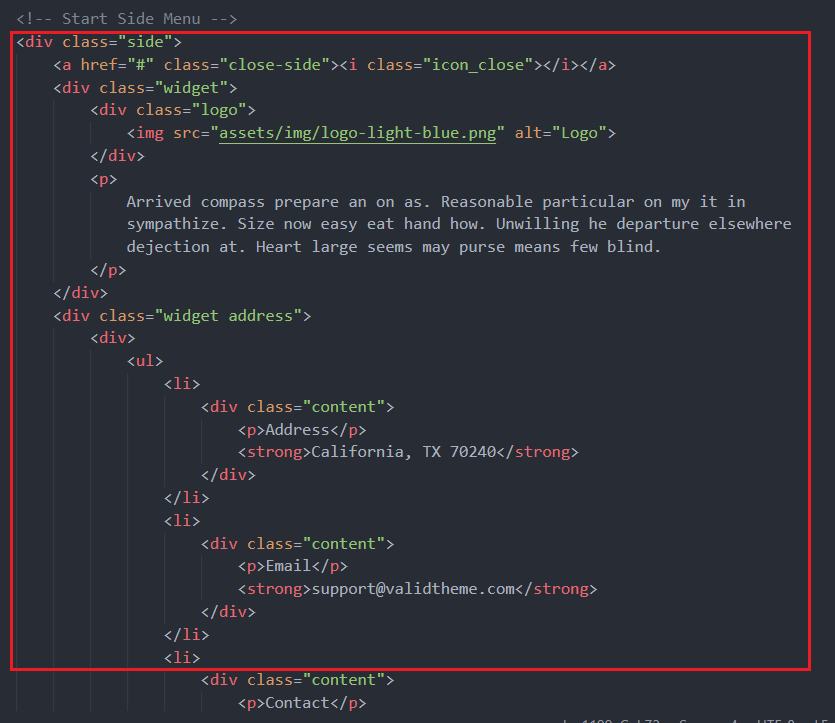 <!-- Start Side Menu -->
<div class="side">
<a href="#" class="close-side"><i class="icon_close"></i></a>
<div class="widget">
<div class="logo">
<img src="assets/img/logo-light-blue.png" alt="Logo">
</div>
<p>
Arrived compass prepare an on as. Reasonable particular on my it in
sympathize. Size now easy eat hand how. Unwilling he departure elsewhere
dejection at. Heart large seems may purse means few blind.
</p>
</div>
<div class="widget address">
<div>
<ul>
<li>
<div class="content">
<p>Address</p>
<strong>California, TX 70240</strong>
</div>
</li>
<li>
<div class="content">
<p>Email</p>
<strong>support@validtheme.com</strong>
</div>
</li>
<li>
<div class="content">
<p>Contact</p>